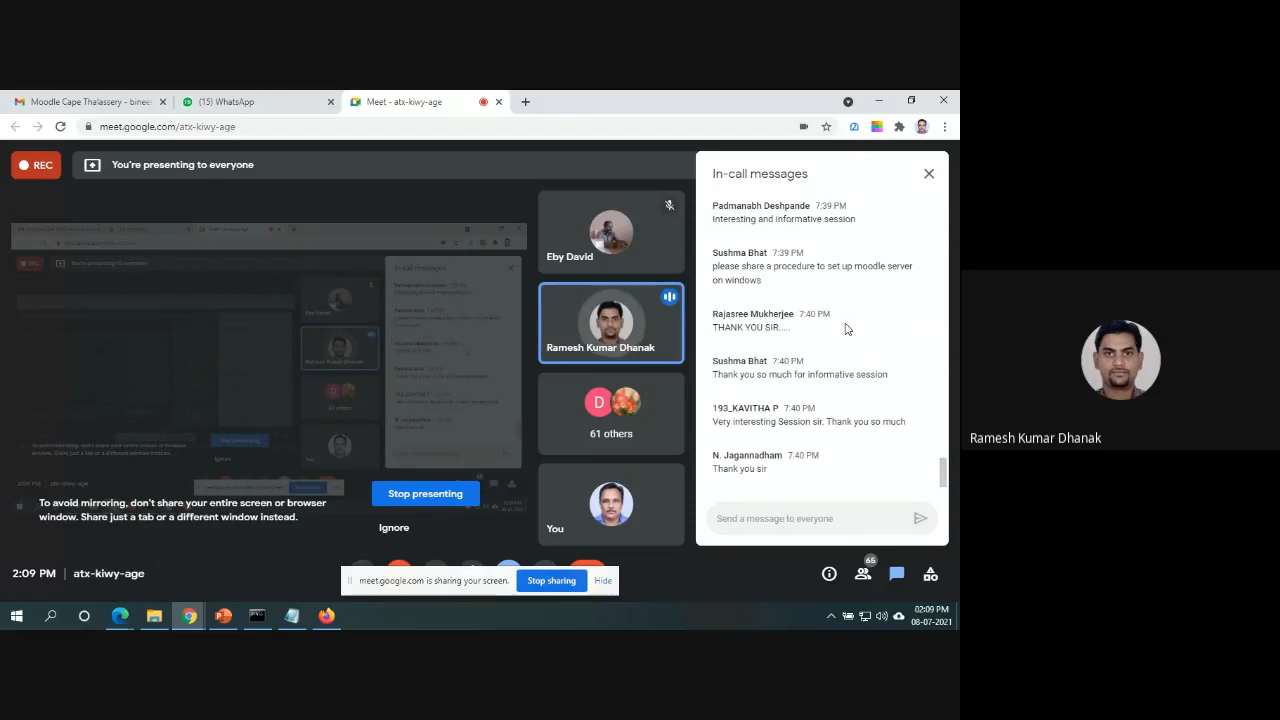 Moodle Cape Thalassery - binee
(15) WhatsApp
Meet - atx-kiwy-age
meet.google.com/atx-kiwy-age
REC
You're presenting to everyone
In-call messages
Padmanabh Deshpande 7:39 PM
Interesting and informative session
Sushma Bhat 7:39 PM
please share a procedure to set up moodle server
on windows
Rajasree Mukherjee 7:40 PM
THANK YOU SIR.....
Sushma Bhat 7:40 PM
Thank you so much for informative session
193_KAVITHA P 7:40 PM
Very interesting Session sir. Thank you so much
N. Jagannadham 7:40 PM
Thank you sir
Send a message to everyone
Eby David
Ramesh Kumar Dhanak
D
61 others
You
To avoid mirroring, don't share your entire screen or browser
window. Share just a tab or a different window instead.
Stop presenting
Ignore
2:09 PM | atx-kiwy-age
meet.google.com is sharing your screen.
Stop sharing
Hide
65
02:09 PM
08-07-2021
Ramesh Kumar Dhanak